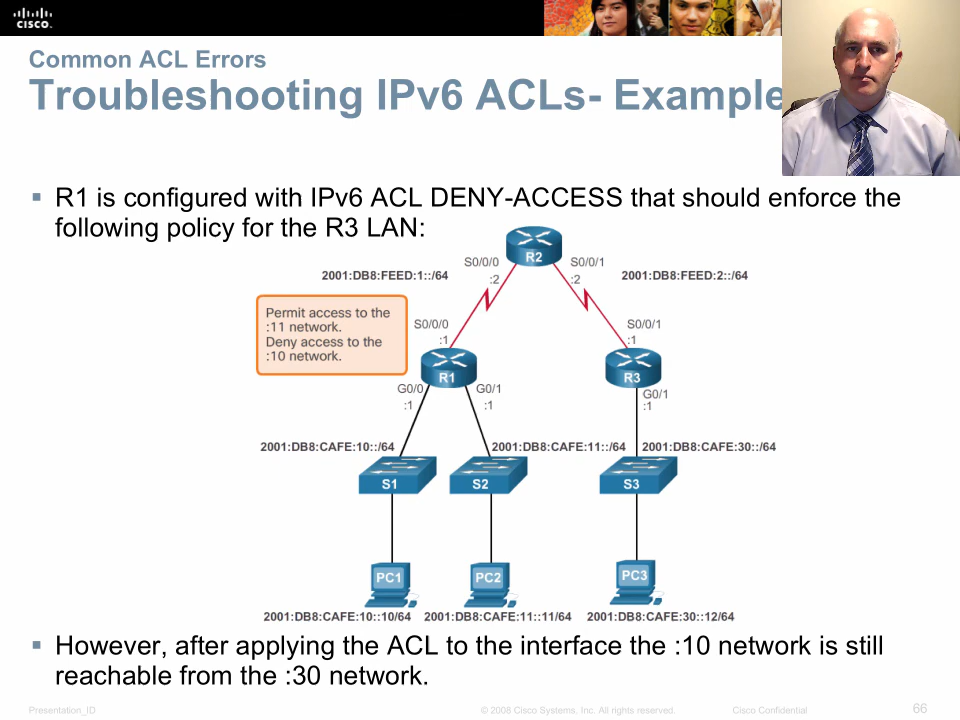 CISCO
Common ACL Errors
Troubleshooting IPv6 ACLs- Example
R1 is configured with IPv6 ACL DENY-ACCESS that should enforce the
following policy for the R3 LAN:
R2
S0/0/0
S0/0/1
2001:DB8:FEED:1::/64
:2
:2
2001:DB8:FEED:2::/64
Permit access to the
:11 network.
Deny access to the
:10 network.
S0/0/0
:1
S0/0/1
:1
R1
R3
G0/0
:1
G0/1
:1
G0/1
:1
2001:DB8:CAFE:10::/64
2001:DB8:CAFE:11::/64
2001:DB8:CAFE:30::/64
S1
S2
S3
PC1
PC2
PC3
2001:DB8:CAFE:10::10/64
2001:DB8:CAFE:11::11/64
2001:DB8:CAFE:30::12/64
However, after applying the ACL to the interface the :10 network is still
reachable from the :30 network.
Presentation_ID
© 2008 Cisco Systems, Inc. All rights reserved.
Cisco Confidential
66